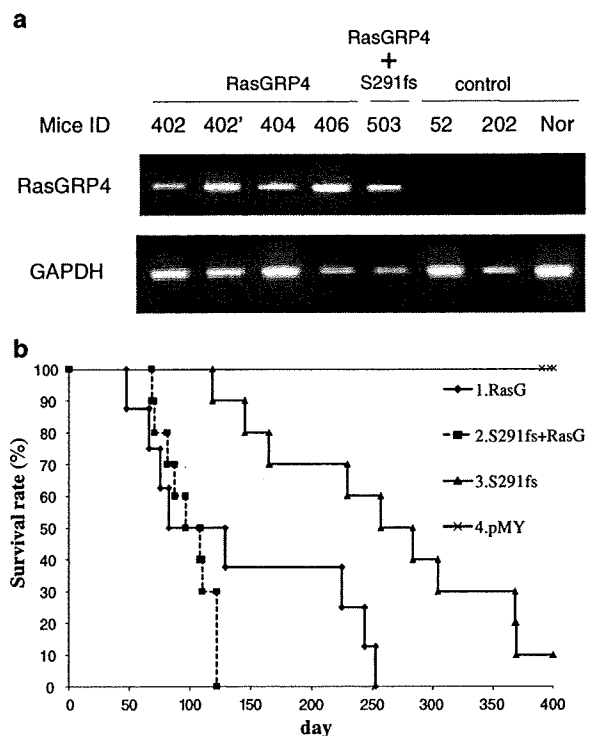 a
RasGRP4
+
S291fs
RasGRP4
control
Mice ID 402 402' 404 406 503 52 202 Nor
RasGRP4
GAPDH
b
100
90
80
70
60
50
40
30
20
10
0
Survival rate (%)
1.RasG
2.S291fs+RasG
3.S291fs
4.pMY
0 50 100 150 200 250 300 350 400
day